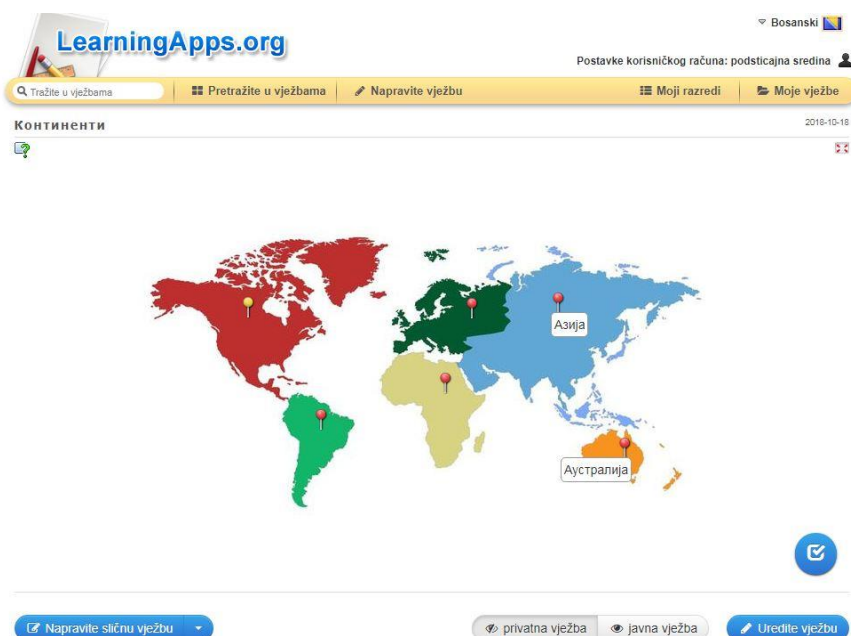 Bosanski
LearningApps.org
Postavke korisničkog računa: podsticajna sredina
Tražite u vježbama
Pretražite u vježbama
Napravite vježbu
Moji razredi
Moje vježbe
Континенти
2018-10-18
Азија
Аустралија
Napravite sličnu vježbu
privatna vježba
javna vježba
Uredite vježbu